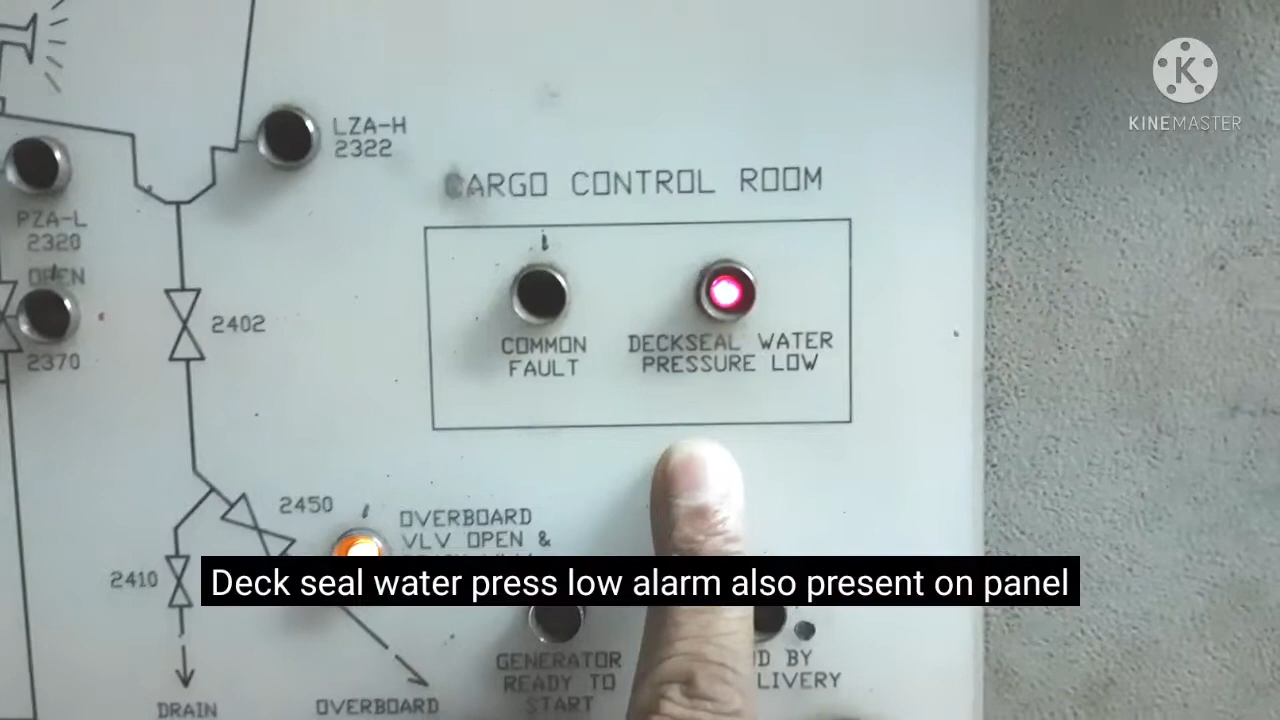 KINEMASTER
LZA-H
2322
CARGO CONTROL ROOM
PZA-L
2320
OPEN
2370
2402
COMMON
FAULT
DECKSEAL WATER
PRESSURE LOW
2450
OVERBOARD
VLV OPEN &
2410
Deck seal water press low alarm also present on panel
GENERATOR
READY TO
START
D BY
LIVERY
DRAIN
OVERBOARD